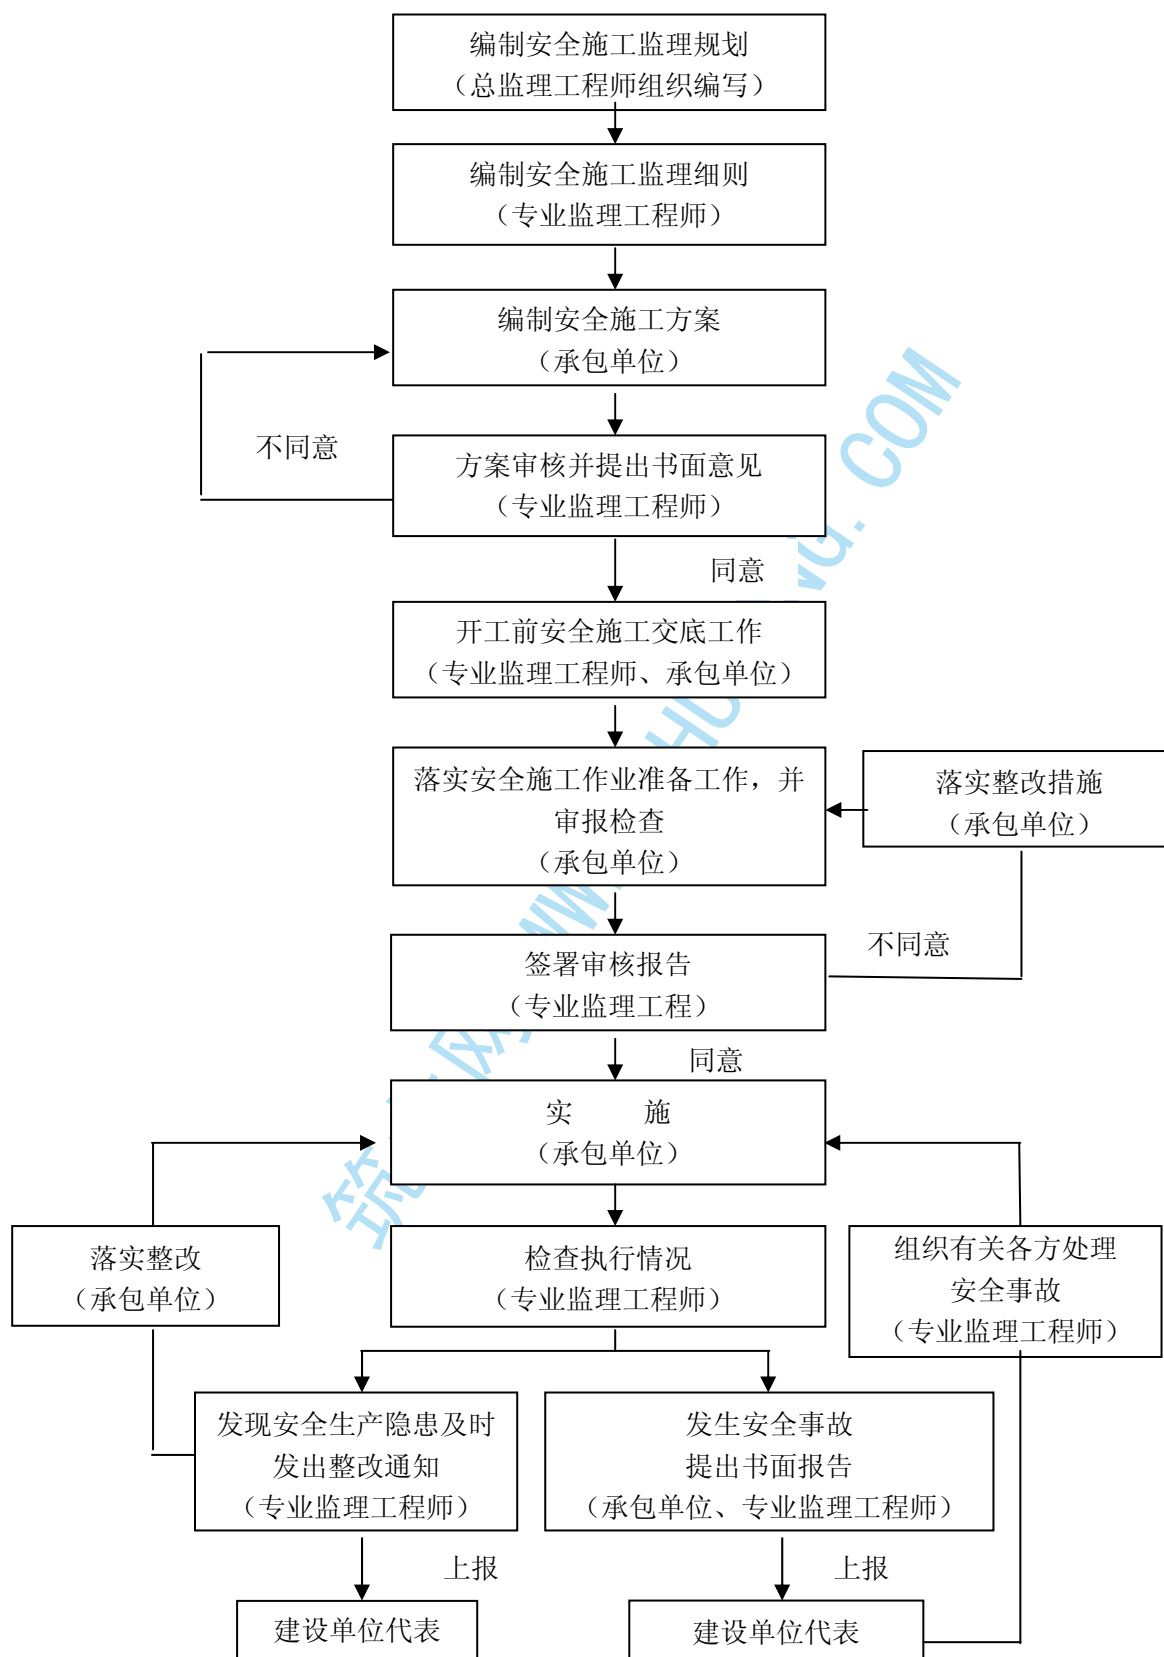 编制安全施工监理规划
（总监理工程师组织编写）
编制安全施工监理细则
（专业监理工程师）
编制安全施工方案
（承包单位）
不同意
方案审核并提出书面意见
（专业监理工程师）
同意
开工前安全施工交底工作
（专业监理工程师、承包单位）
落实安全施工作业准备工作，并
审报检查
（承包单位）
落实整改措施
（承包单位）
签署审核报告
（专业监理工程）
不同意
同意
实 施
（承包单位）
落实整改
（承包单位）
检查执行情况
（专业监理工程师）
组织有关各方处理
安全事故
（专业监理工程师）
发现安全生产隐患及时
发出整改通知
（专业监理工程师）
发生安全事故
提出书面报告
（承包单位、专业监理工程师）
上报
上报
建设单位代表
建设单位代表